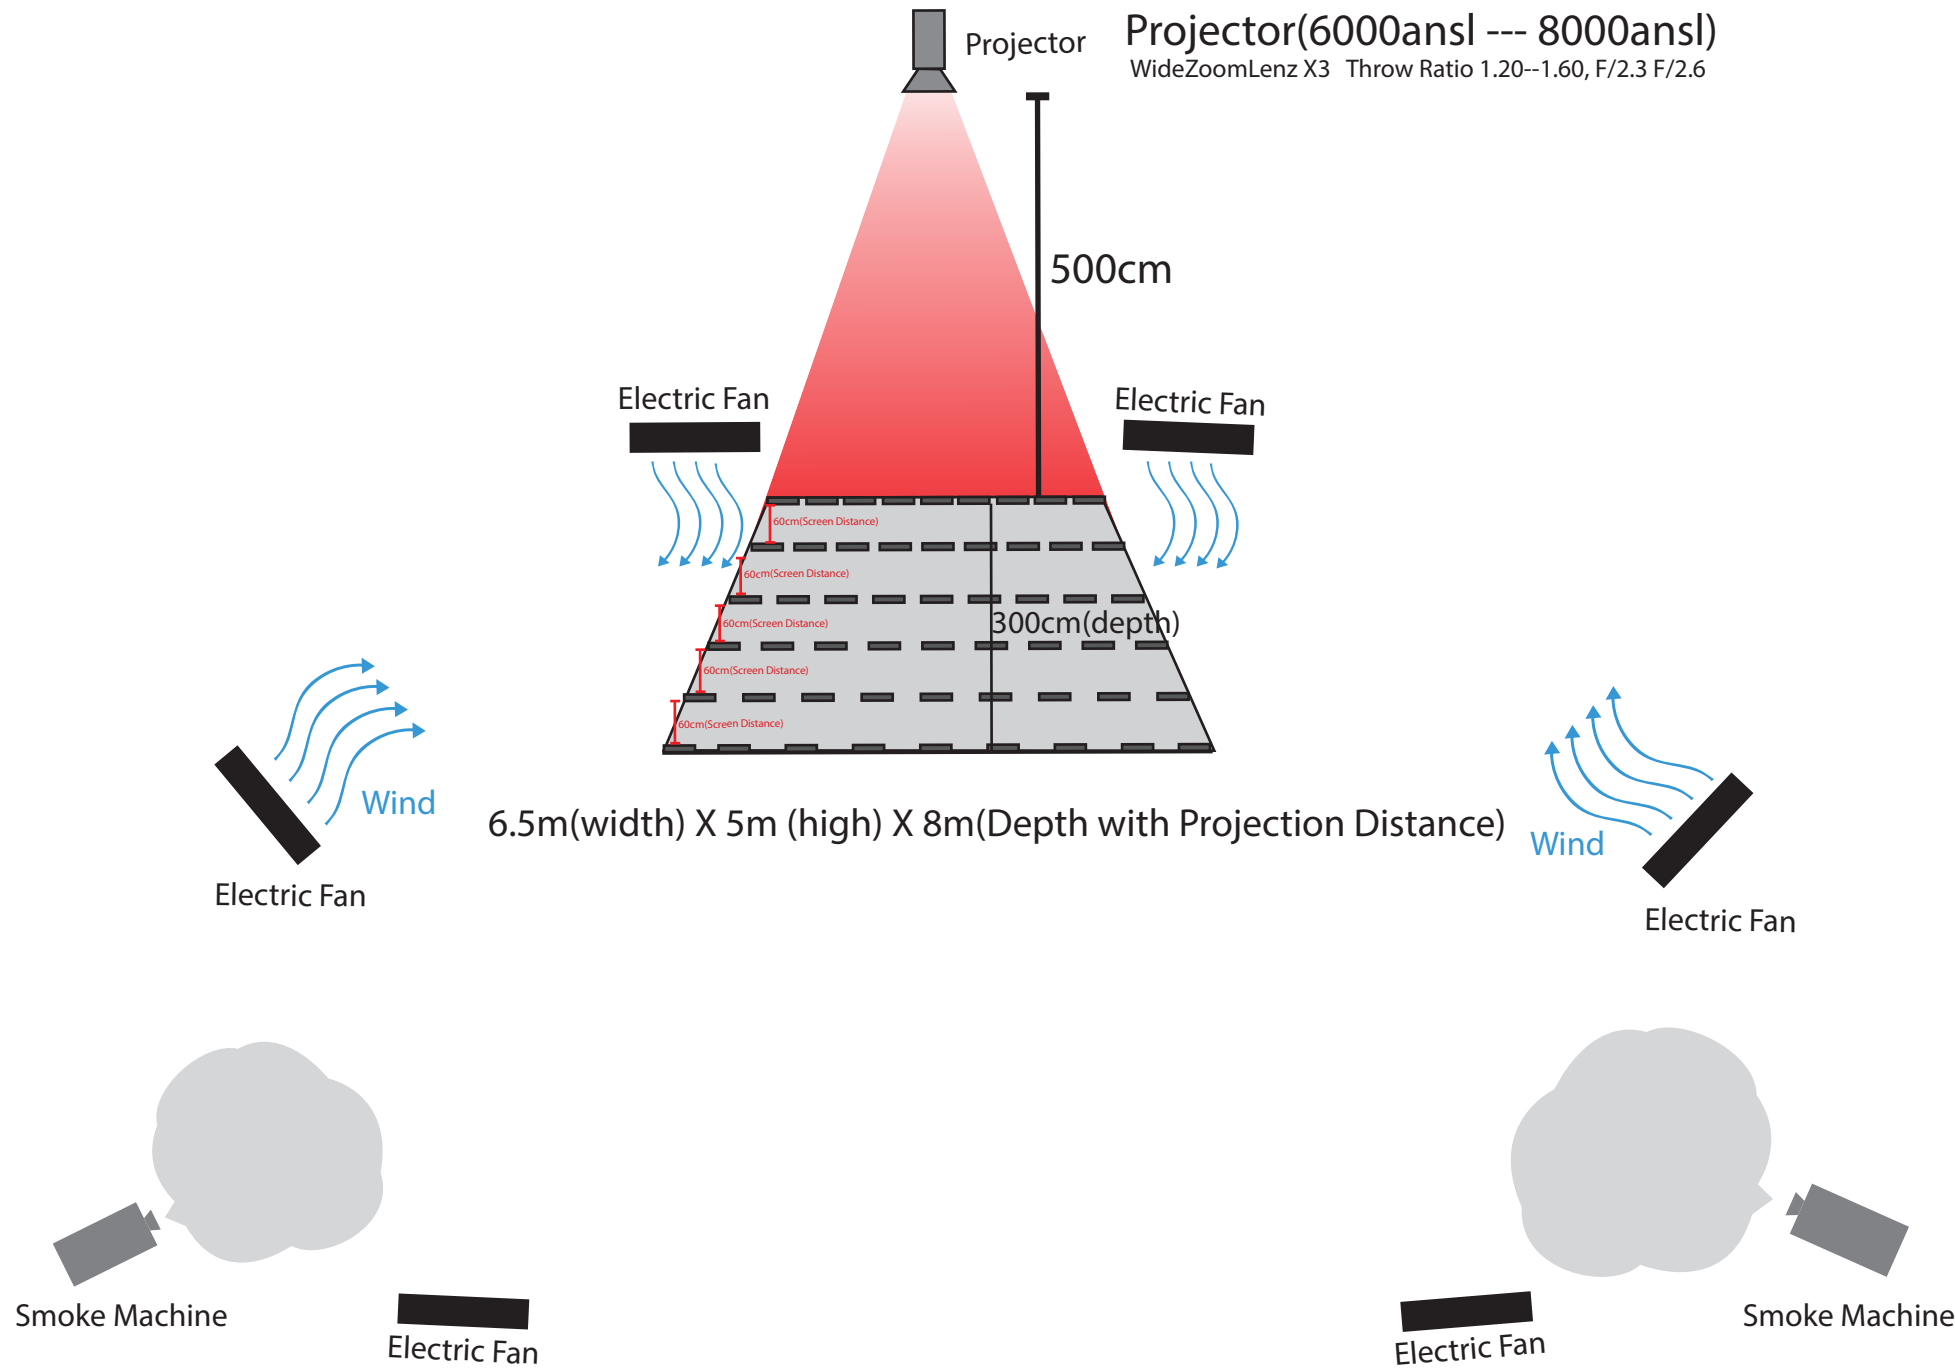 Projector
Projector(6000ansl --- 8000ansl)
WideZoomLenz X3   Throw Ratio 1.20--1.60, F/2.3 F/2.6
500cm
Electric Fan
Electric Fan
60cm(Screen Distance)
60cm(Screen Distance)
60cm(Screen Distance)
300cm(depth)
60cm(Screen Distance)
60cm(Screen Distance)
Wind
6.5m(width) X 5m (high) X 8m(Depth with Projection Distance)
Wind
Electric Fan
Electric Fan
Smoke Machine
Smoke Machine
Electric Fan
Electric Fan